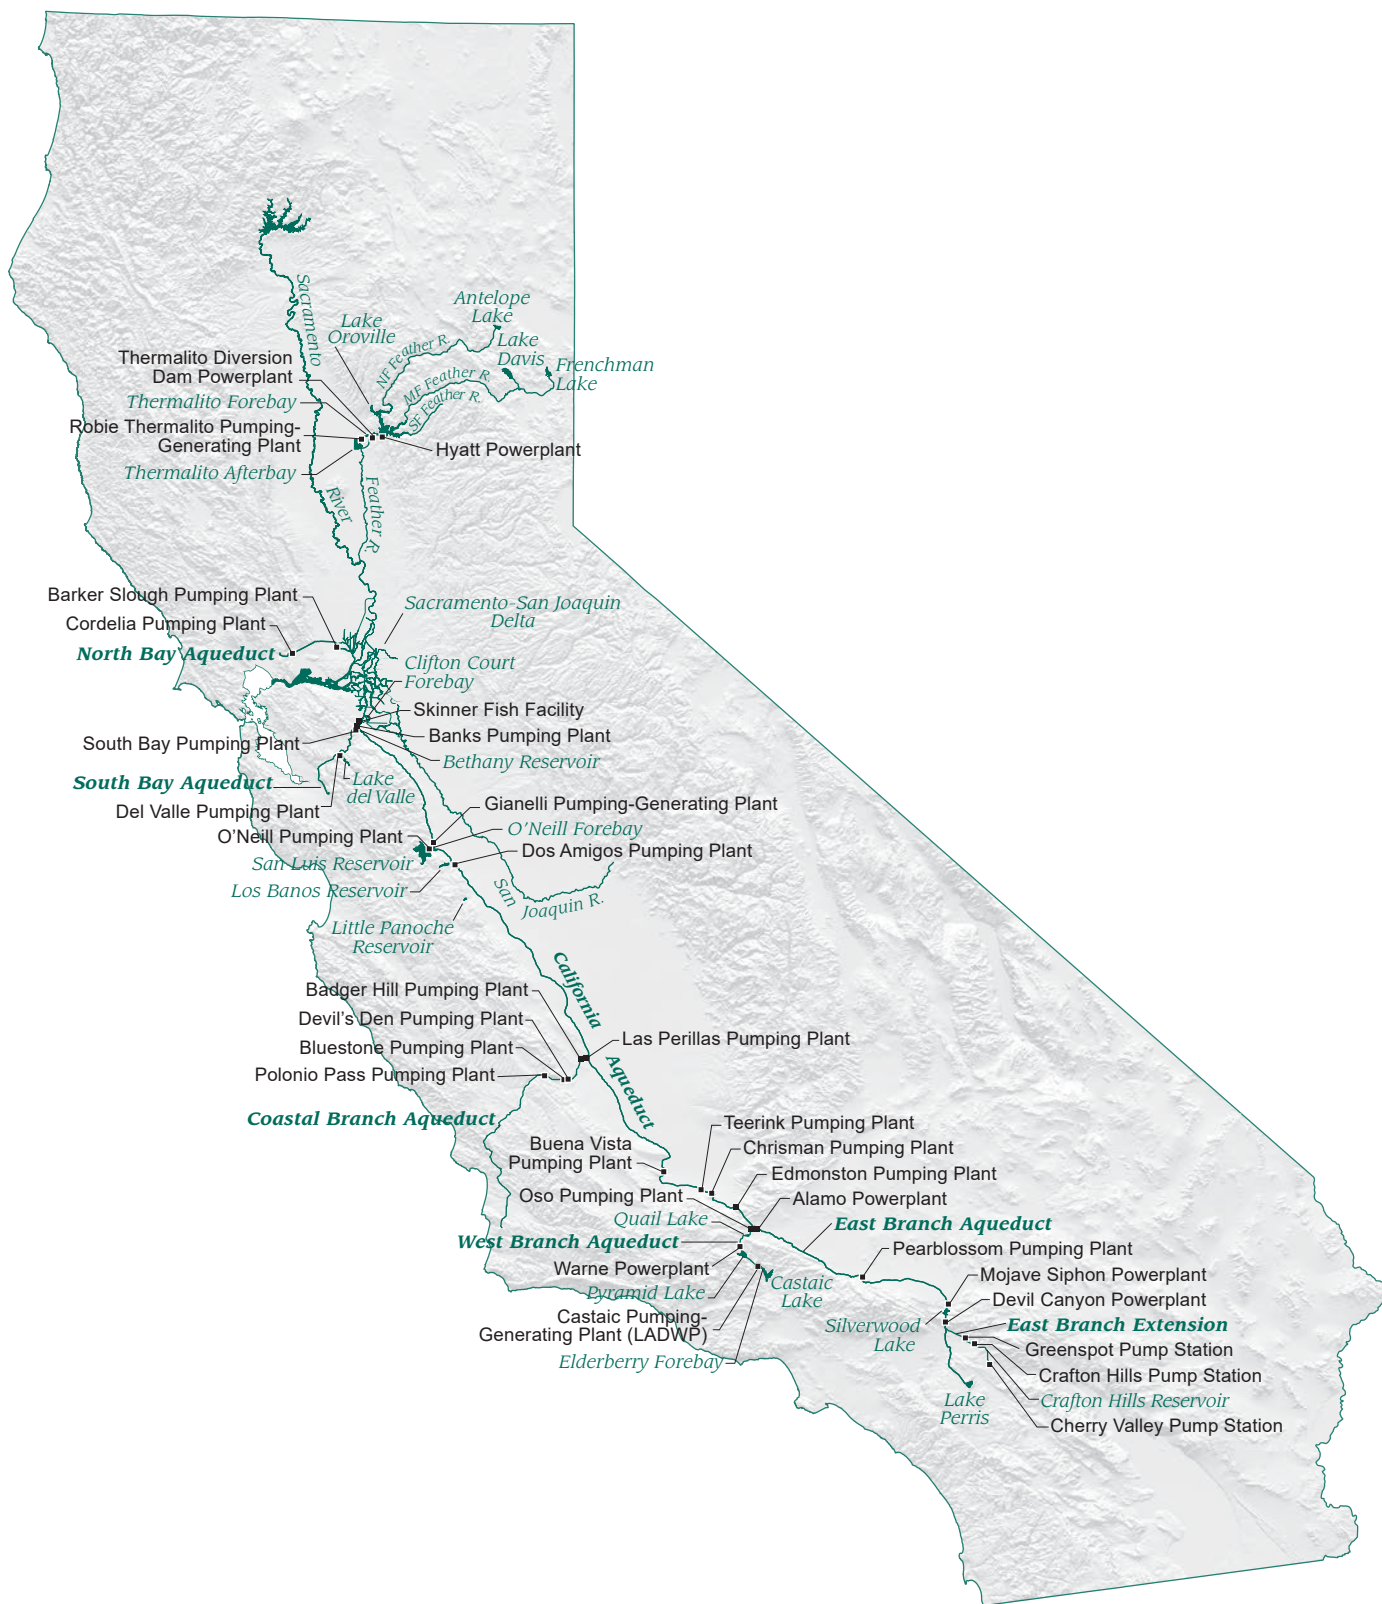 Sacramento
River
Antelope
Lake
Lake
Oroville
Lake
Davis
NF Feather R.
Frenchman
Lake
MF Feather R.
SF Feather R.
Thermalito Diversion
Dam Powerplant
Thermalito Forebay
Robie Thermalito Pumping-
Generating Plant
Hyatt Powerplant
Thermalito Afterbay
Feather R.
Barker Slough Pumping Plant
Sacramento-San Joaquin
Delta
Cordelia Pumping Plant
North Bay Aqueduct
Clifton Court
Forebay
Skinner Fish Facility
Banks Pumping Plant
South Bay Pumping Plant
Bethany Reservoir
South Bay Aqueduct
Lake
del Valle
Del Valle Pumping Plant
Gianelli Pumping-Generating Plant
O'Neill Forebay
O'Neill Pumping Plant
Dos Amigos Pumping Plant
San Luis Reservoir
Los Banos Reservoir
San
Joaquin R.
Little Panoche
Reservoir
California
Aqueduct
Badger Hill Pumping Plant
Devil's Den Pumping Plant
Las Perillas Pumping Plant
Bluestone Pumping Plant
Polonio Pass Pumping Plant
Coastal Branch Aqueduct
Teerink Pumping Plant
Buena Vista
Pumping Plant
Chrisman Pumping Plant
Edmonston Pumping Plant
Oso Pumping Plant
Alamo Powerplant
Quail Lake
East Branch Aqueduct
West Branch Aqueduct
Pearblossom Pumping Plant
Warne Powerplant
Mojave Siphon Powerplant
Pyramid Lake
Castaic
Lake
Devil Canyon Powerplant
Castaic Pumping-
Generating Plant (LADWP)
Silverwood
Lake
East Branch Extension
Greenspot Pump Station
Elderberry Forebay
Crafton Hills Pump Station
Lake
Perris
Crafton Hills Reservoir
Cherry Valley Pump Station